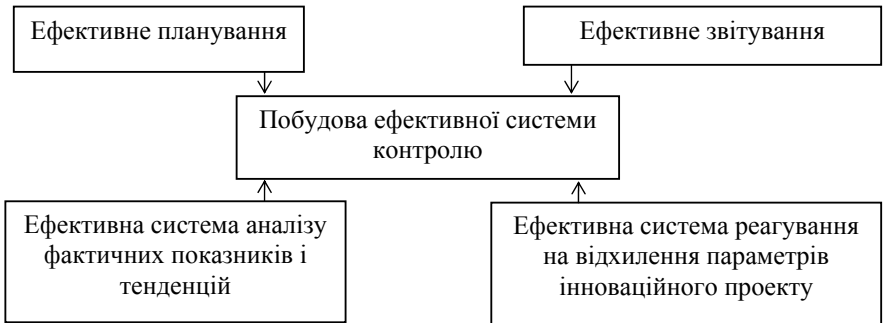 Ефективне планування
Ефективне звітування
Побудова ефективної системи
контролю
Ефективна система аналізу
фактичних показників і
тенденцій
Ефективна система реагування
на відхилення параметрів
інноваційного проекту